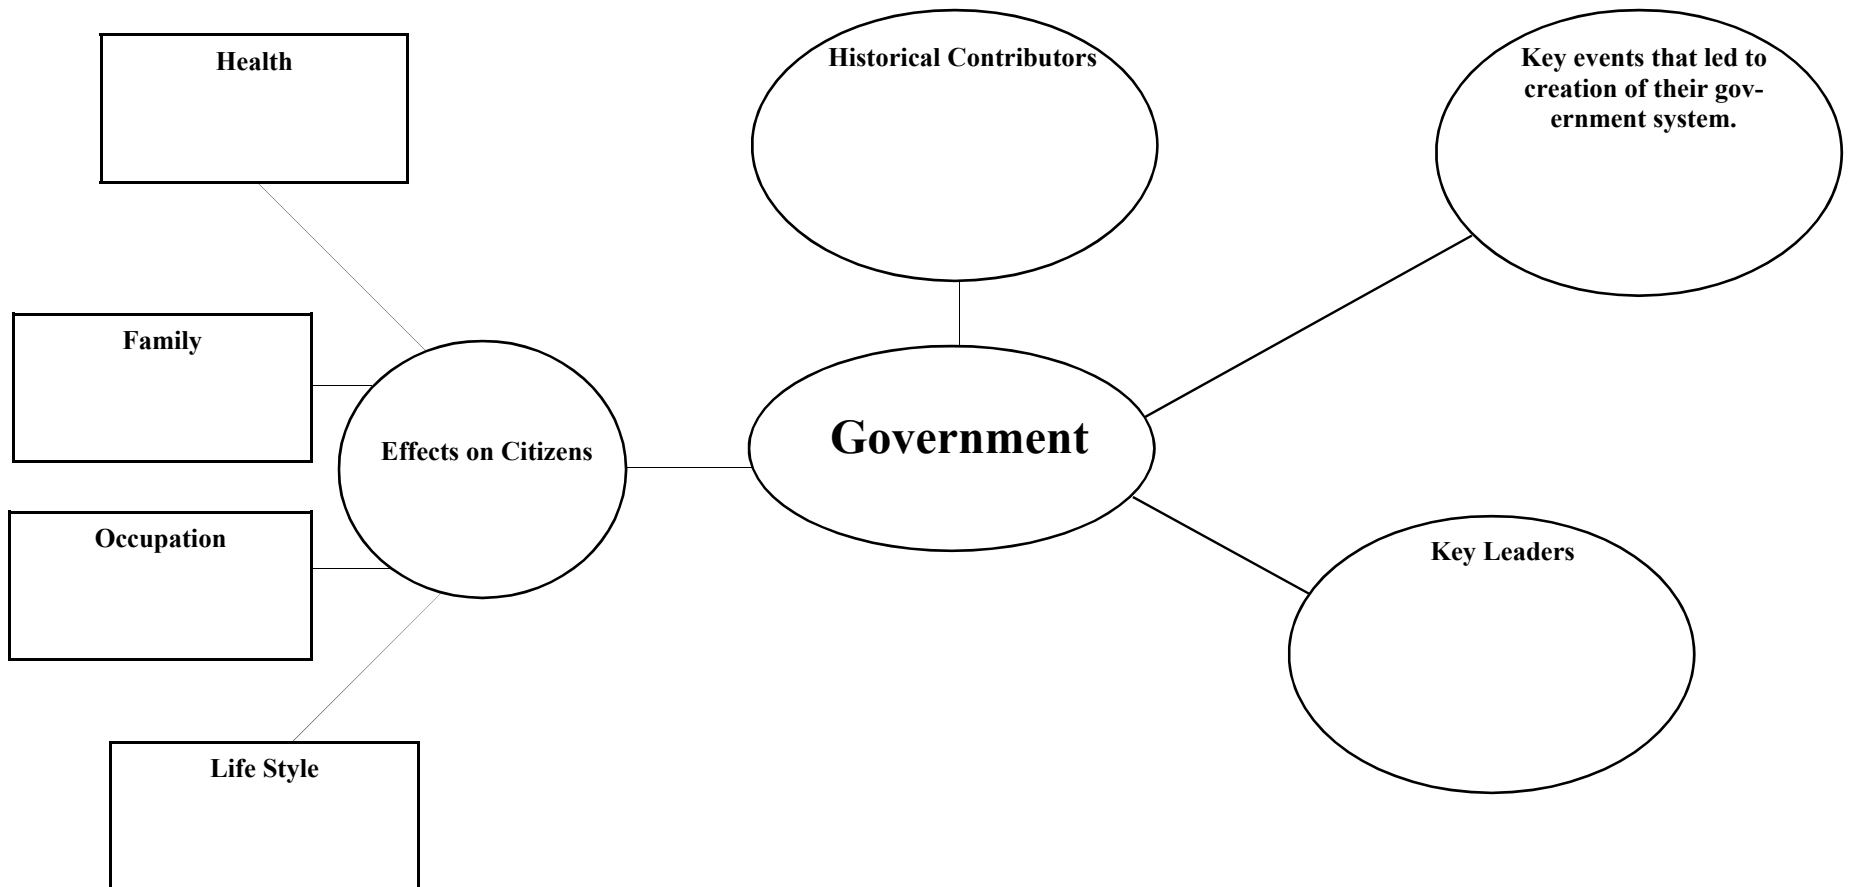 Health
Historical Contributors
Key events that led to
creation of their gov-
ernment system.
Family
Effects on Citizens
Government
Occupation
Key Leaders
Life Style